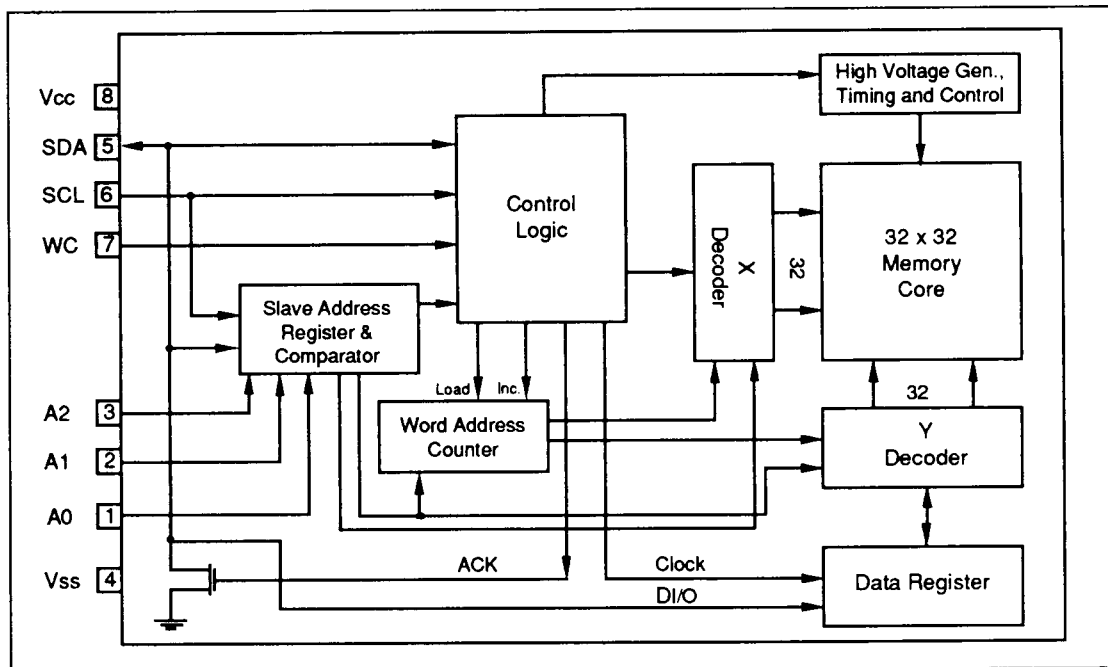 High Voltage Gen.,
Timing and Control
Vcc 8
SDA 5
SCL 6
WC 7
Control
Logic
X
Decoder
32
32 x 32
Memory
Core
Slave Address
Register &
Comparator
Load
Inc.
32
A2 3
A1 2
A0 1
Vss 4
Word Address
Counter
Y
Decoder
ACK
Clock
DI/O
Data Register